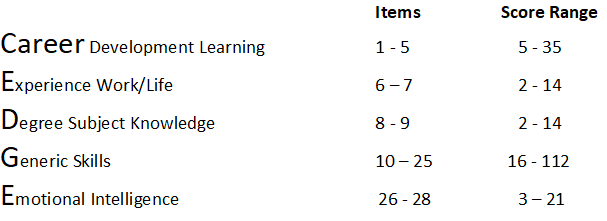 Items Score Range
Career Development Learning 1 - 5 5 - 35
Experience Work/Life 6 – 7 2 - 14
Degree Subject Knowledge 8 - 9 2 - 14
Generic Skills 10 – 25 16 - 112
Emotional Intelligence 26 - 28 3 – 21